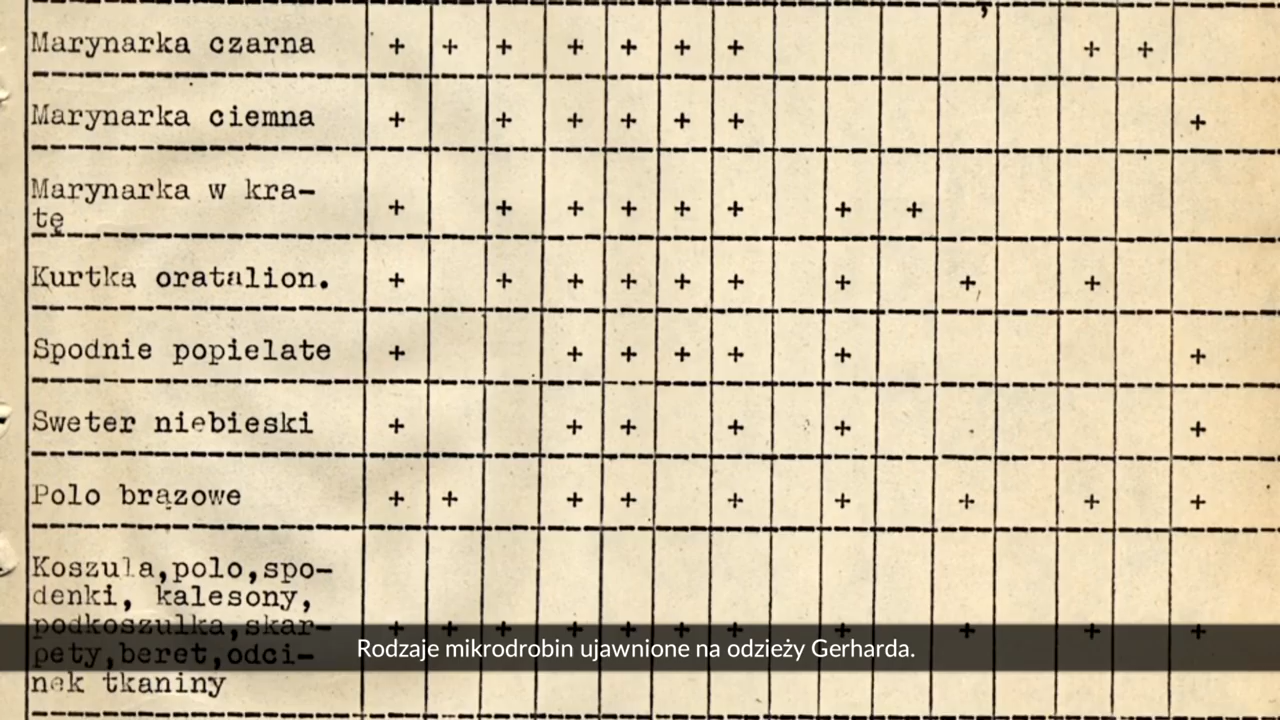 Marynarka czarna + + + + + + + + +
Marynarka ciemna + + + + + + +
Marynarka w kra-
tę + + + + + + + +
Kurtka oratalion. + + + + + + + + +
Spodnie popielate + + + + + + +
Sweter niebieski + + + + + +
Polo brązowe + + + + + + + + +
Koszula,polo,spo-
denki, kalesony,
podkoszulka,skar- + + + + + + + + + + +
pety,beret,odci-
nek tkaniny
Rodzaje mikrodrobin ujawnione na odzieży Gerharda.